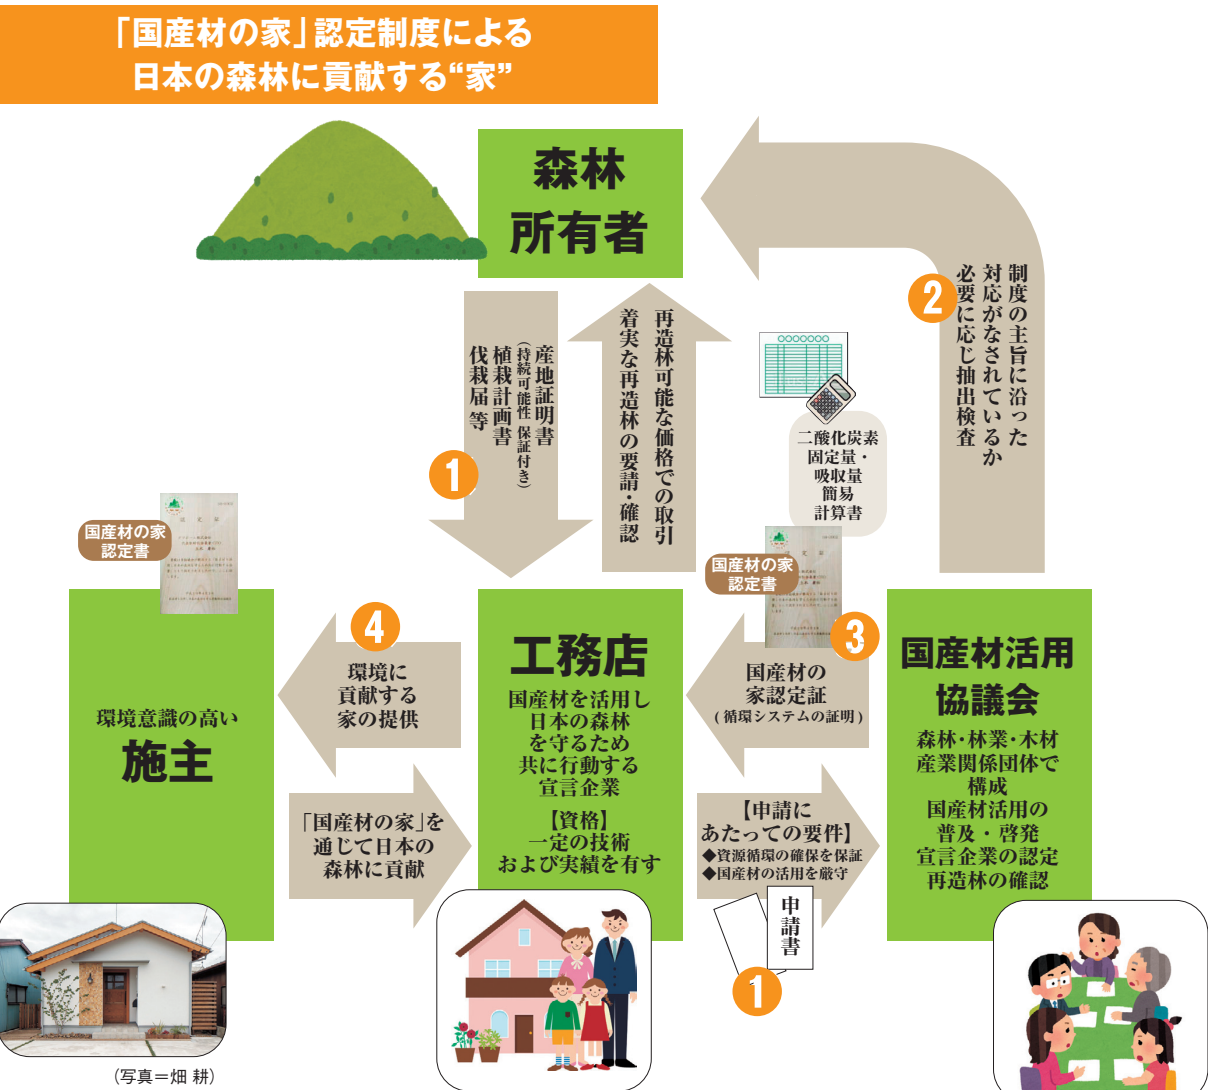 「国産材の家」認定制度による
日本の森林に貢献する“家”
森林
所有者
産地証明書
(持続可能性 保証付き)
植栽計画書
伐栽届等
1
再造林可能な価格での取引
着実な再造林の要請・確認
2
制度の主旨に沿った
対応がなされているか
必要に応じ抽出検査
〇〇〇〇〇〇〇
二酸化炭素
固定量・
吸収量
簡易
計算書
国産材の家
認定書
国産材の家
認定書
3
国産材の
家認定証
(循環システムの証明)
4
環境に
貢献する
家の提供
環境意識の高い
施主
「国産材の家」を
通じて日本の
森林に貢献
工務店
国産材を活用し
日本の森林
を守るため
共に行動する
宣言企業
【資格】
一定の技術
および実績を有す
【申請に
あたっての要件】
◆資源循環の確保を保証
◆国産材の活用を厳守
申請書
1
国産材活用
協議会
森林・林業・木材
産業関係団体で
構成
国産材活用の
普及・啓発
宣言企業の認定
再造林の確認
(写真=畑 耕)